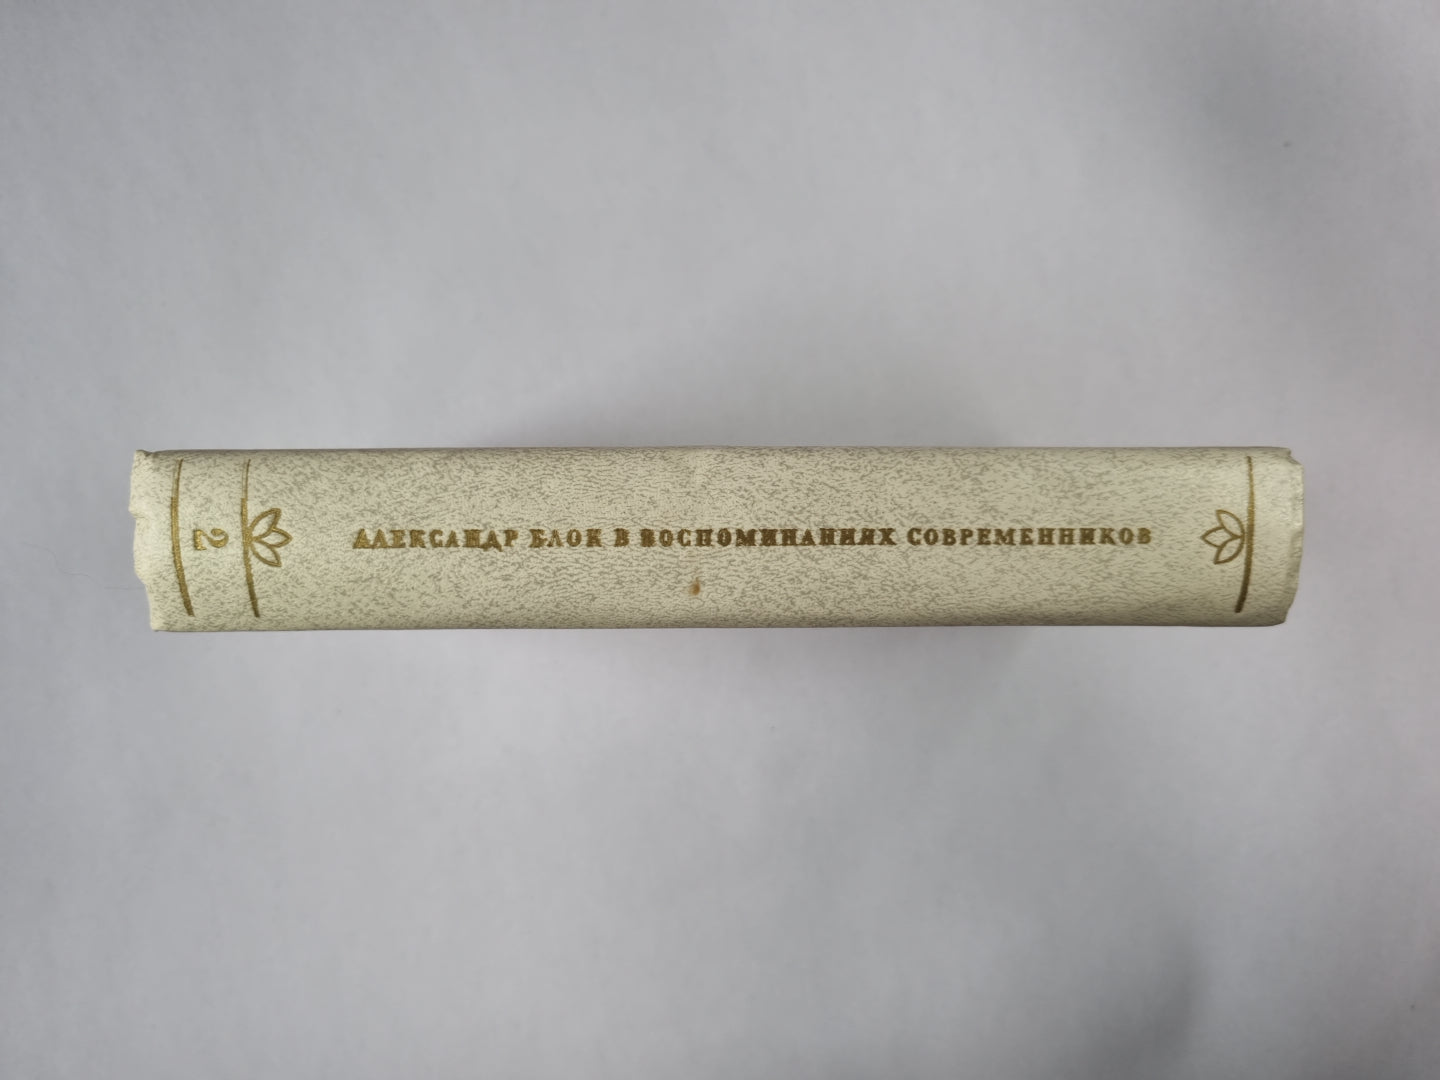 2
АЛЕКСАНДР БЛОК В ВОСПОМИНАНИЯХ СОВРЕМЕННИКОВ